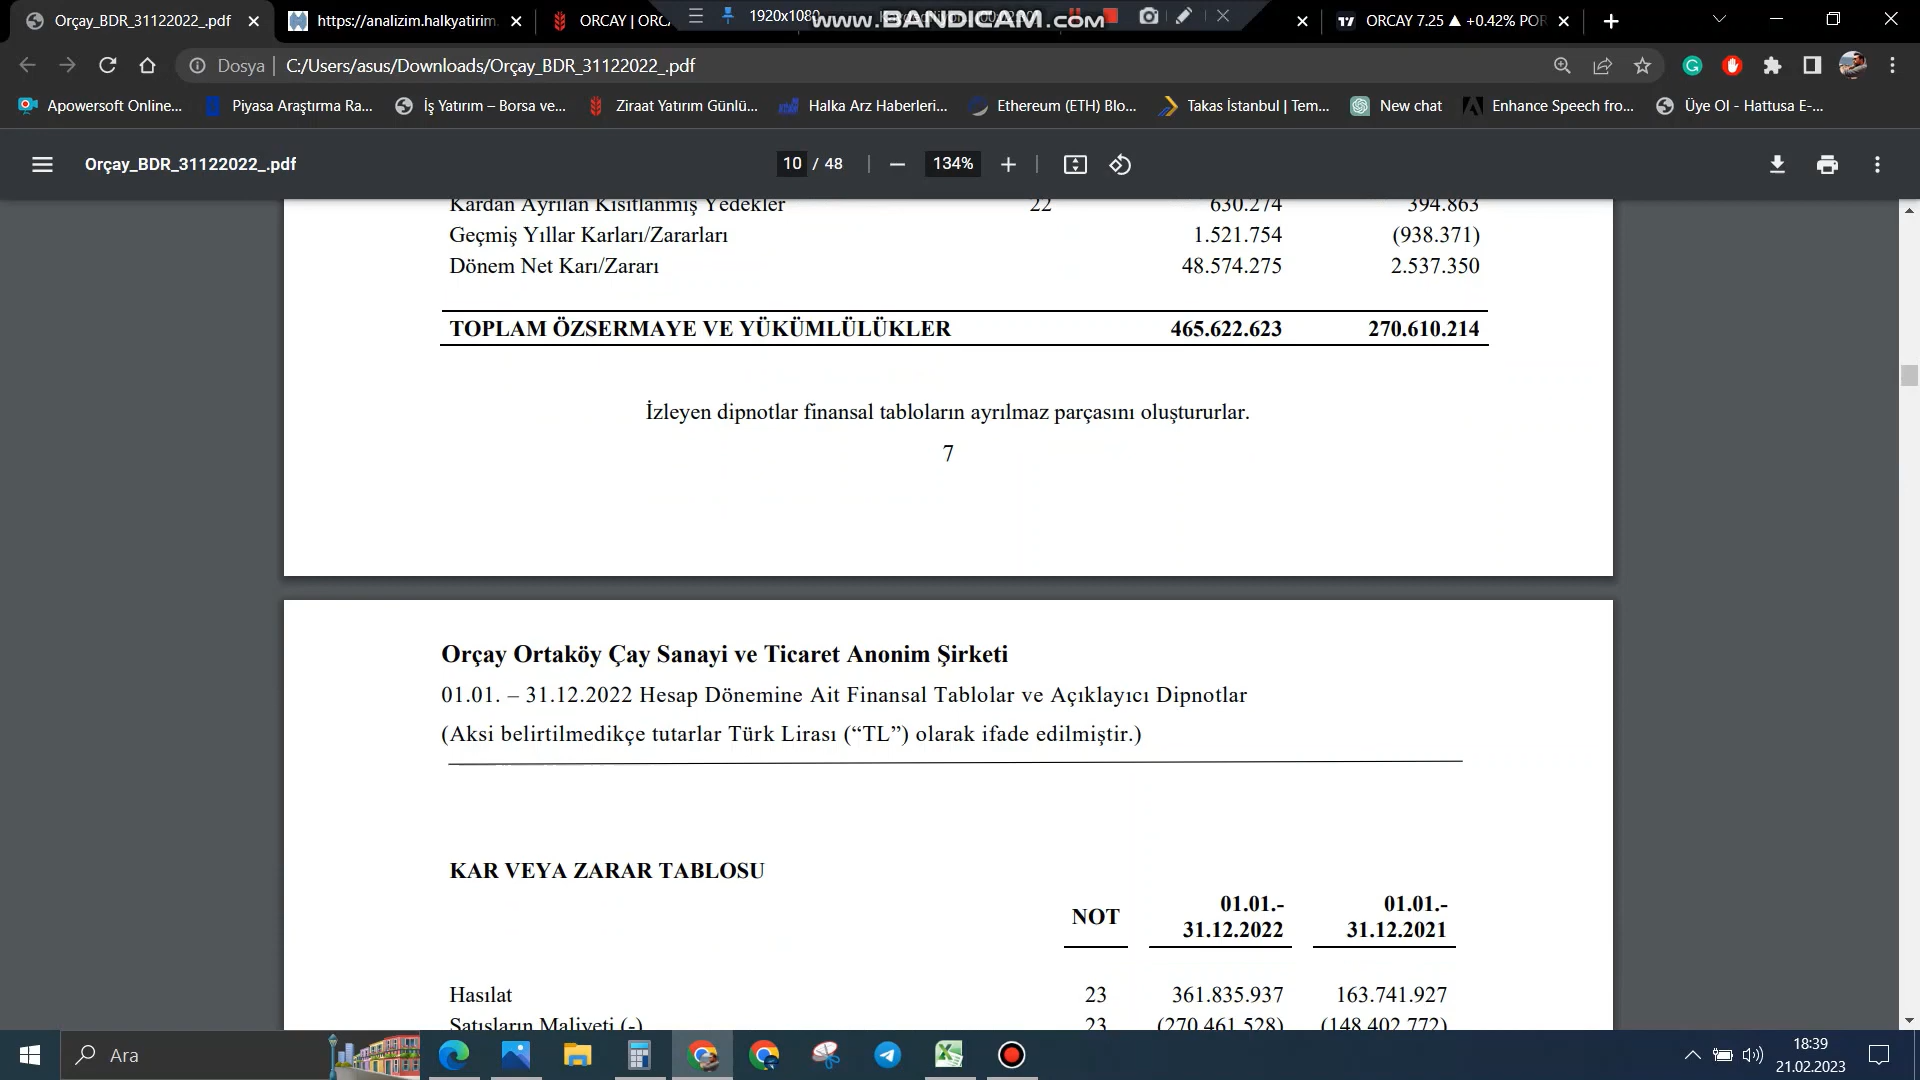 Orçay_BDR_31122022_.pdf
https://analizim.halkyatirim.
ORCAY | ORC
1920x1080
www.BANDICAM.com
ORCAY 7.25 ▲ +0.42% POR
Dosya | C:/Users/asus/Downloads/Orçay_BDR_31122022_.pdf
Apowersoft Online...
Piyasa Araştırma Ra...
İş Yatırım – Borsa ve...
Ziraat Yatırım Günlü...
Halka Arz Haberleri...
Ethereum (ETH) Blo...
Takas İstanbul | Tem...
New chat
Enhance Speech fro...
Üye Ol - Hattusa E-...
Orçay_BDR_31122022_.pdf
10 / 48
134%
Kardan Ayrılan Kısıtlanmış Yedekler 22 630.274 394.863
Geçmiş Yıllar Karları/Zararları 1.521.754 (938.371)
Dönem Net Karı/Zararı 48.574.275 2.537.350
TOPLAM ÖZSERMAYE VE YÜKÜMLÜLÜKLER 465.622.623 270.610.214
İzleyen dipnotlar finansal tabloların ayrılmaz parçasını oluştururlar.
7
Orçay Ortaköy Çay Sanayi ve Ticaret Anonim Şirketi
01.01. – 31.12.2022 Hesap Dönemine Ait Finansal Tablolar ve Açıklayıcı Dipnotlar
(Aksi belirtilmedikçe tutarlar Türk Lirası (“TL”) olarak ifade edilmiştir.)
KAR VEYA ZARAR TABLOSU
NOT
01.01.-
31.12.2022
01.01.-
31.12.2021
Hasılat 23 361.835.937 163.741.927
Satışların Maliyeti (-) 23 (270.461.528) (148.402.772)
Ara
18:39
21.02.2023